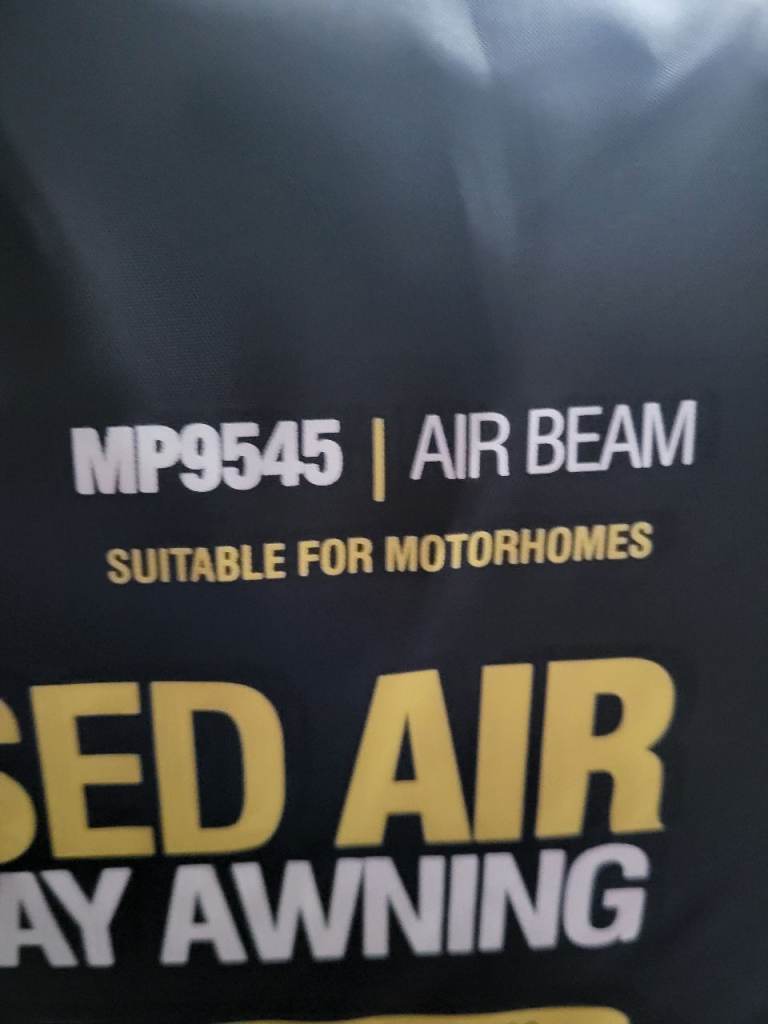 MP9545 | AIR BEAM
SUITABLE FOR MOTORHOMES
SED AIR
AY AWNING